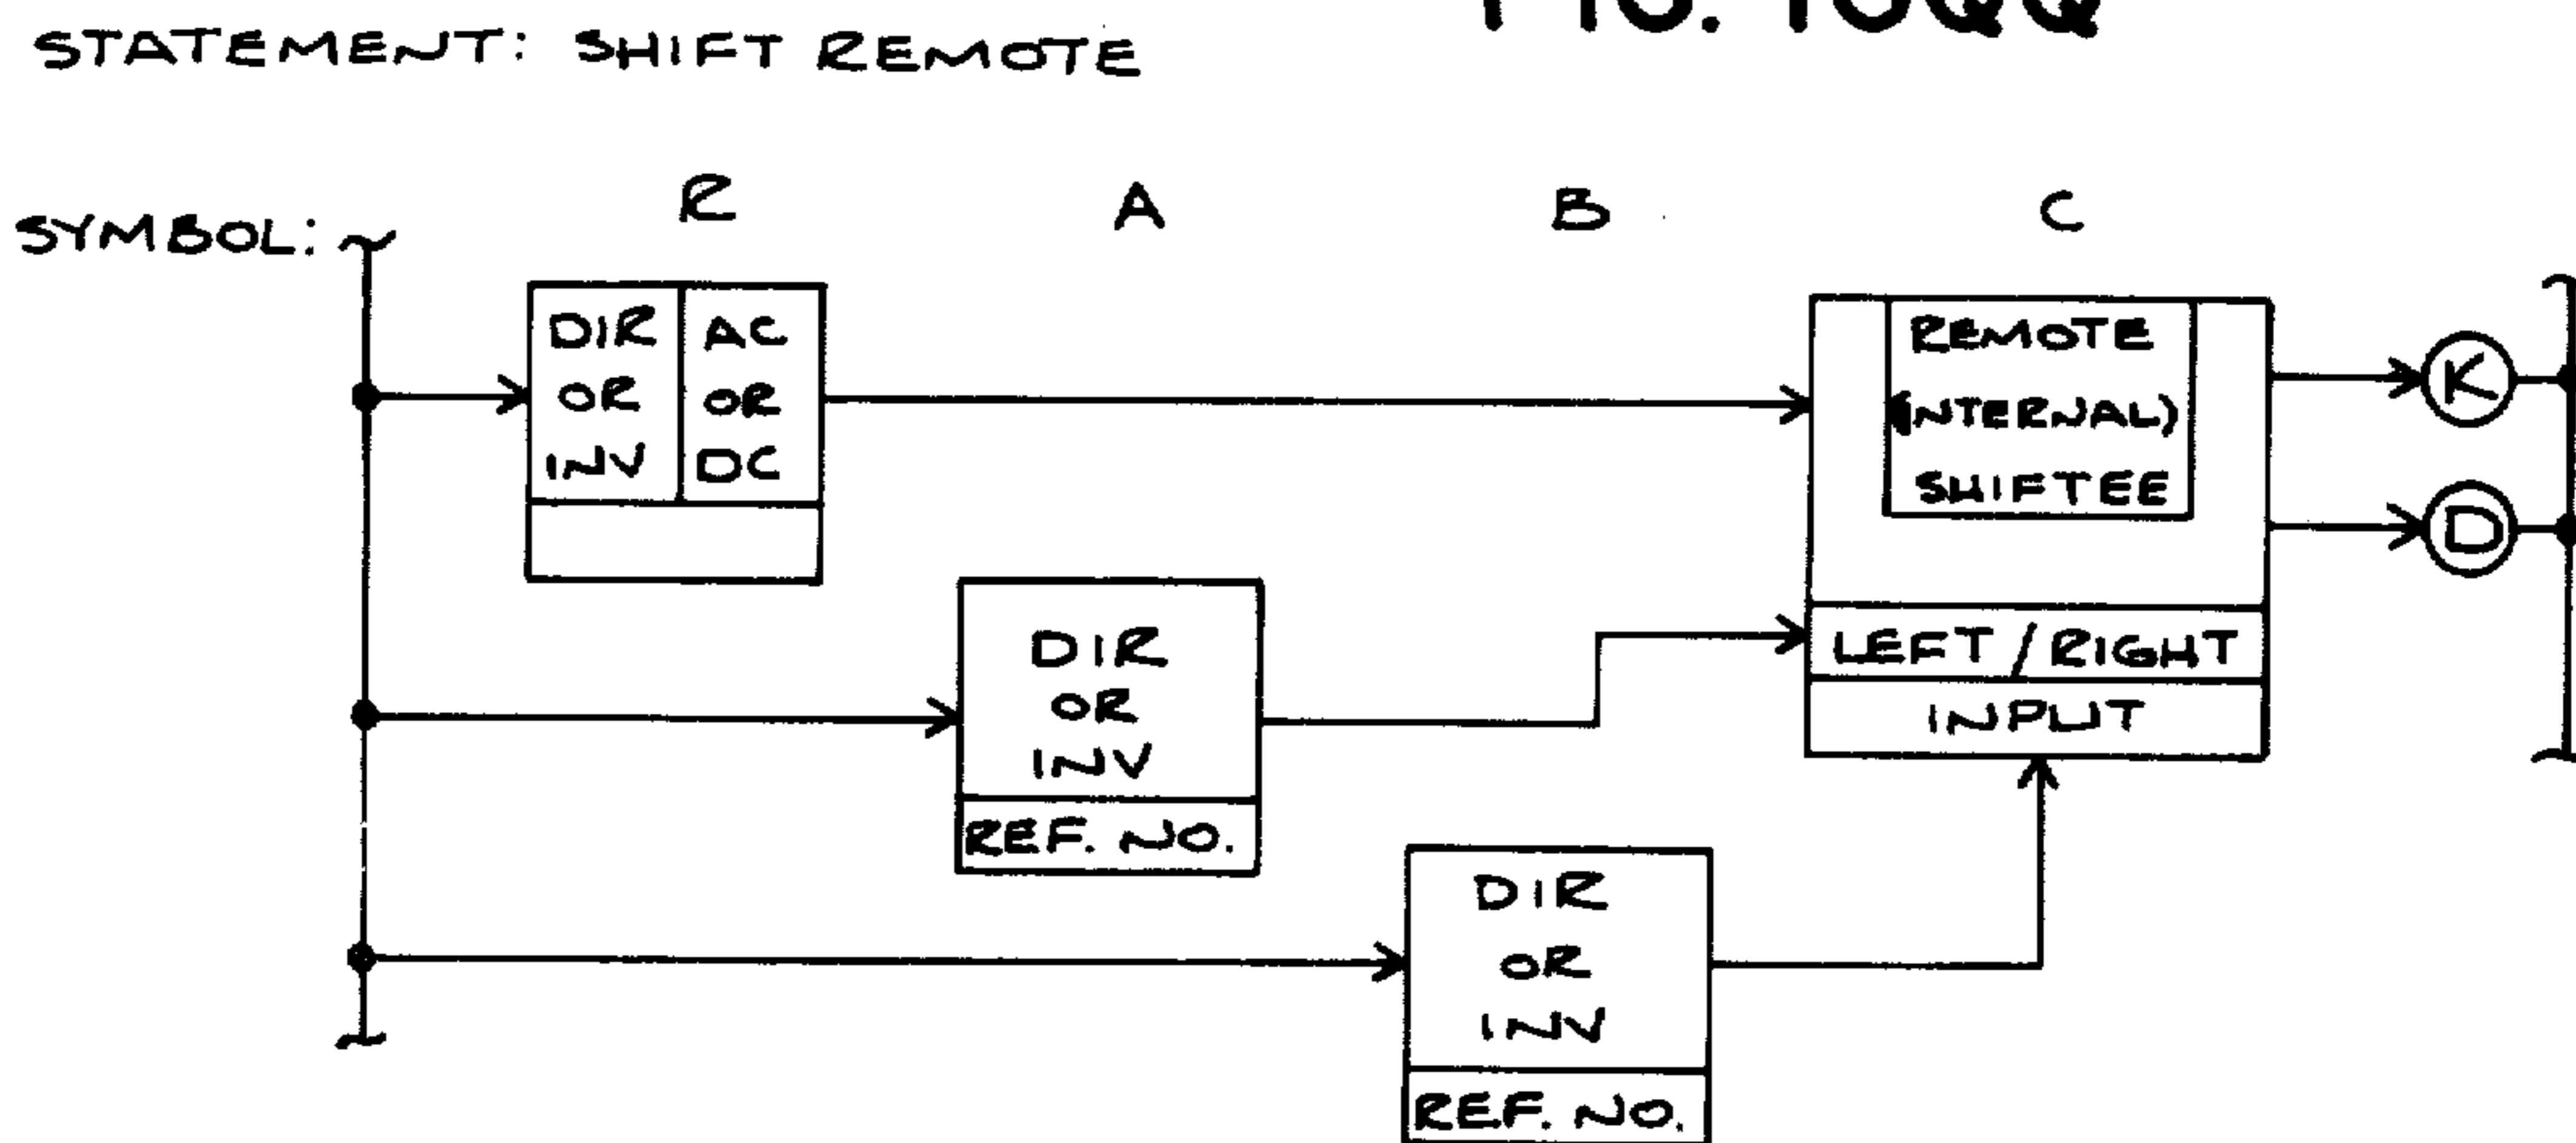 STATEMENT: SHIFT REMOTE
SYMBOL:
R A B C
DIR
OR
INV
AC
OR
DC
REMOTE
(INTERNAL)
SHIFTEE
K
D
LEFT / RIGHT
INPUT
DIR
OR
INV
REF. NO.
DIR
OR
INV
REF. NO.